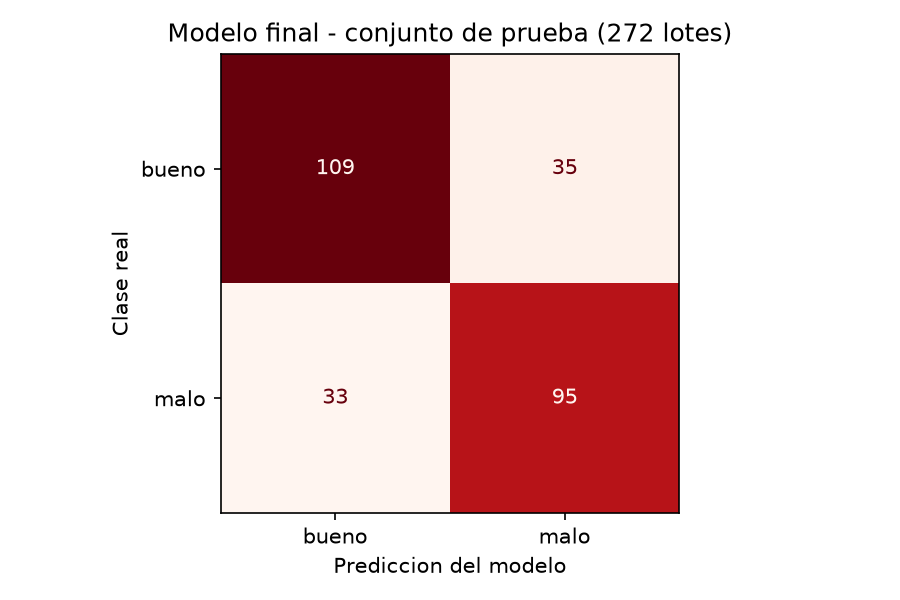 Modelo final - conjunto de prueba (272 lotes)
bueno
109
35
Clase real
malo
33
95
bueno
malo
Prediccion del modelo